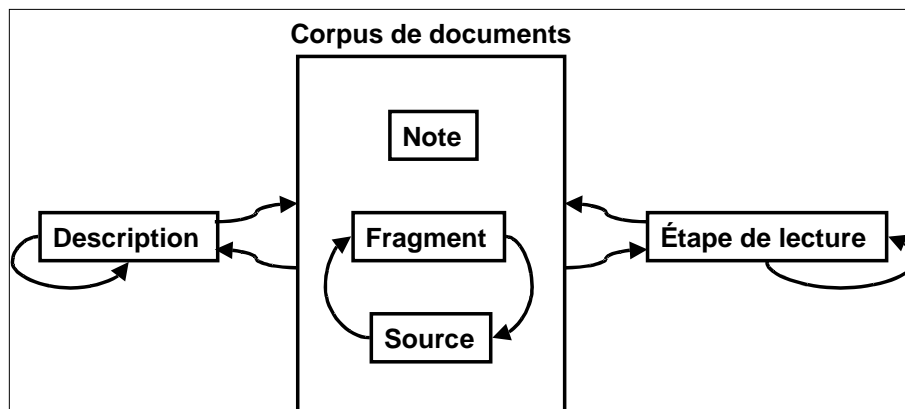 Corpus de documents
Note
Description
Fragment
Étape de lecture
Source